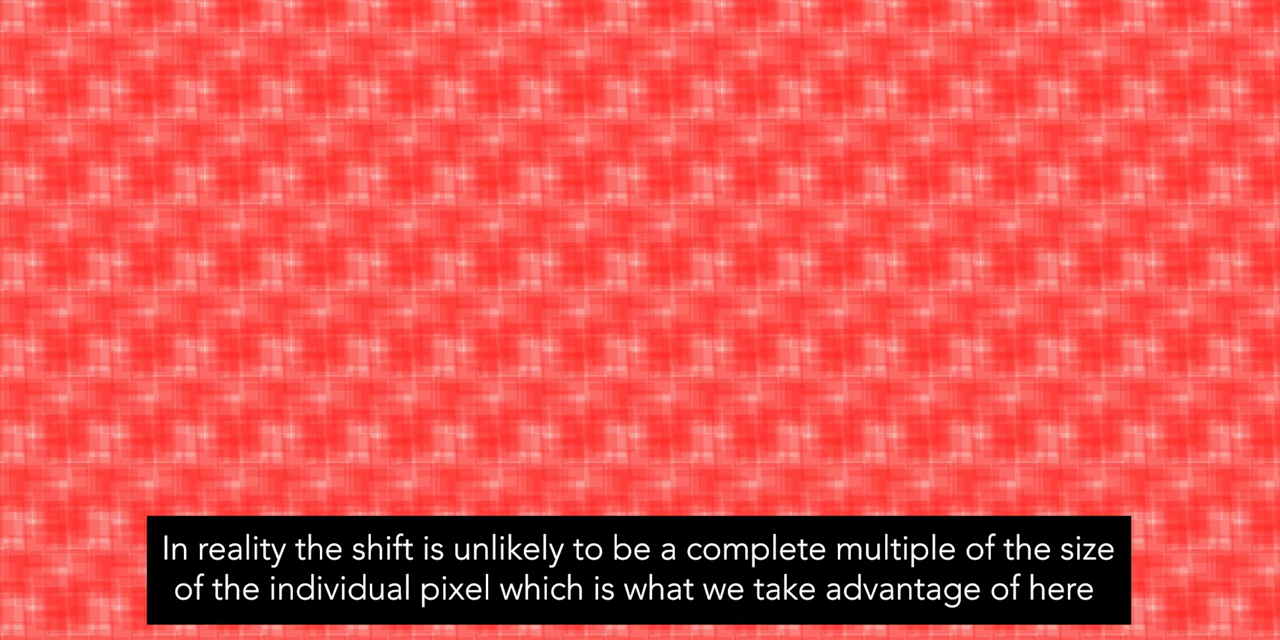 In reality the shift is unlikely to be a complete multiple of the size
of the individual pixel which is what we take advantage of here